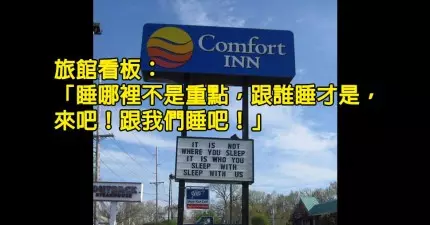 Comfort
INN
旅館看板：
「睡哪裡不是重點，跟誰睡才是，
來吧！跟我們睡吧！」
IT IS NOT
WHERE YOU SLEEP
IT IS WHO YOU
SLEEP WITH
SLEEP WITH US